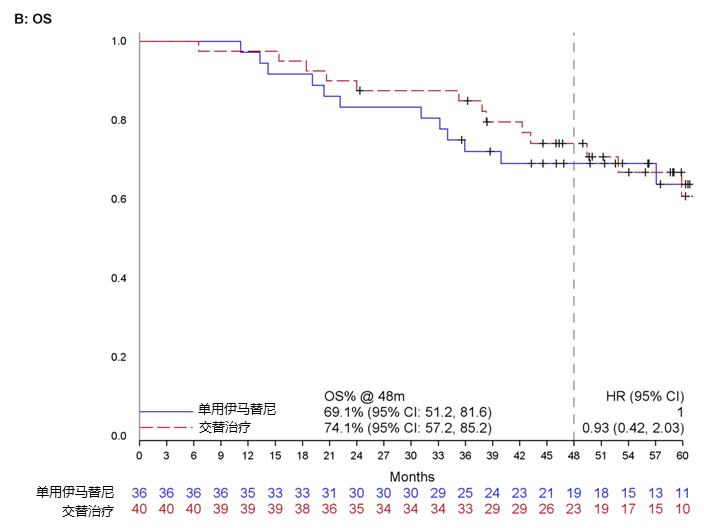 B: OS
1.0
0.8
0.6
0.4
0.2
0.0
OS% @ 48m HR (95% CI)
单用伊马替尼 69.1% (95% CI: 51.2, 81.6) 1
交替治疗 74.1% (95% CI: 57.2, 85.2) 0.93 (0.42, 2.03)
0 3 6 9 12 15 18 21 24 27 30 33 36 39 42 45 48 51 54 57 60
Months
单用伊马替尼 36 36 36 36 35 33 33 31 30 30 30 29 25 24 23 21 19 18 15 13 11
交替治疗 40 40 40 39 39 39 38 36 35 34 34 34 33 29 29 26 23 19 17 15 10